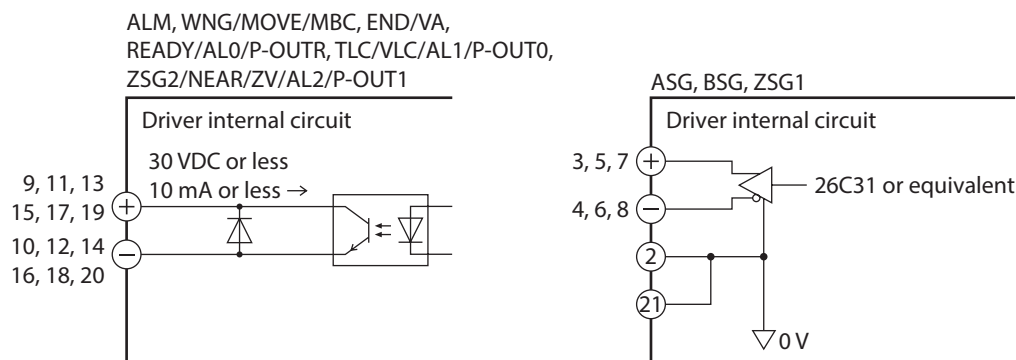 ALM, WNG/MOVE/MBC, END/VA,
READY/AL0/P-OUTR, TLC/VLC/AL1/P-OUT0,
ZSG2/NEAR/ZV/AL2/P-OUT1
Driver internal circuit
30 VDC or less
10 mA or less →
9, 11, 13
15, 17, 19
+
10, 12, 14
16, 18, 20
−
ASG, BSG, ZSG1
Driver internal circuit
3, 5, 7
+
26C31 or equivalent
4, 6, 8
−
2
21
0 V